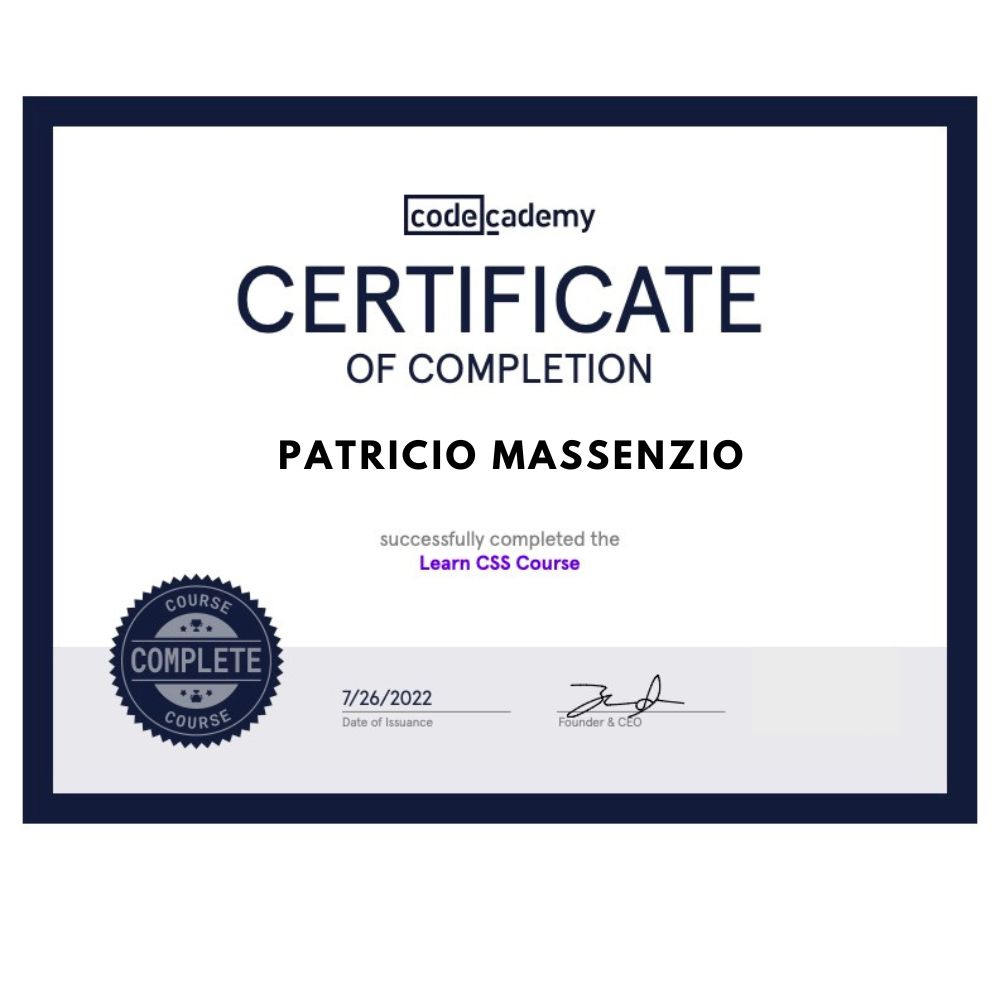 codecademy
CERTIFICATE
OF COMPLETION
PATRICIO MASSENZIO
successfully completed the
Learn CSS Course
COURSE
COMPLETE
COURSE
7/26/2022
Date of Issuance
Founder & CEO